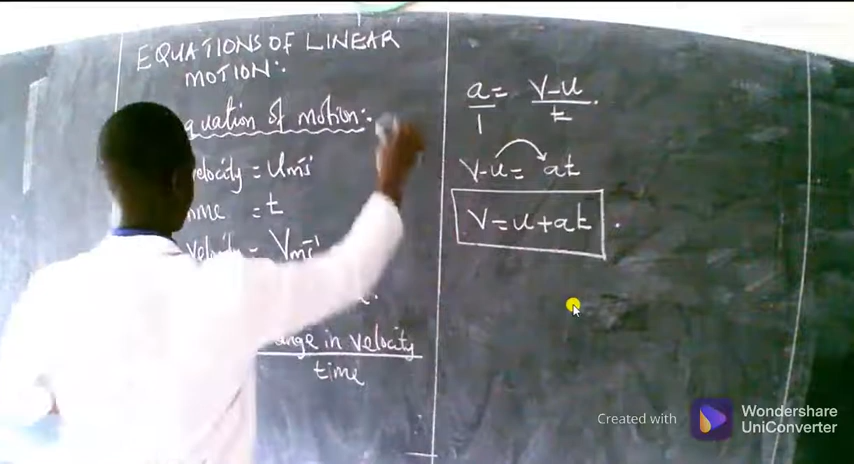 EQUATIONS OF LINEAR
MOTION:.
quation of motion:.
elocity = Ums⁻¹
me = t
velocity = Vms⁻¹
ange in velocity
time
a = V-u
1 t
v-u = at
V = u+at
Created with
Wondershare
UniConverter